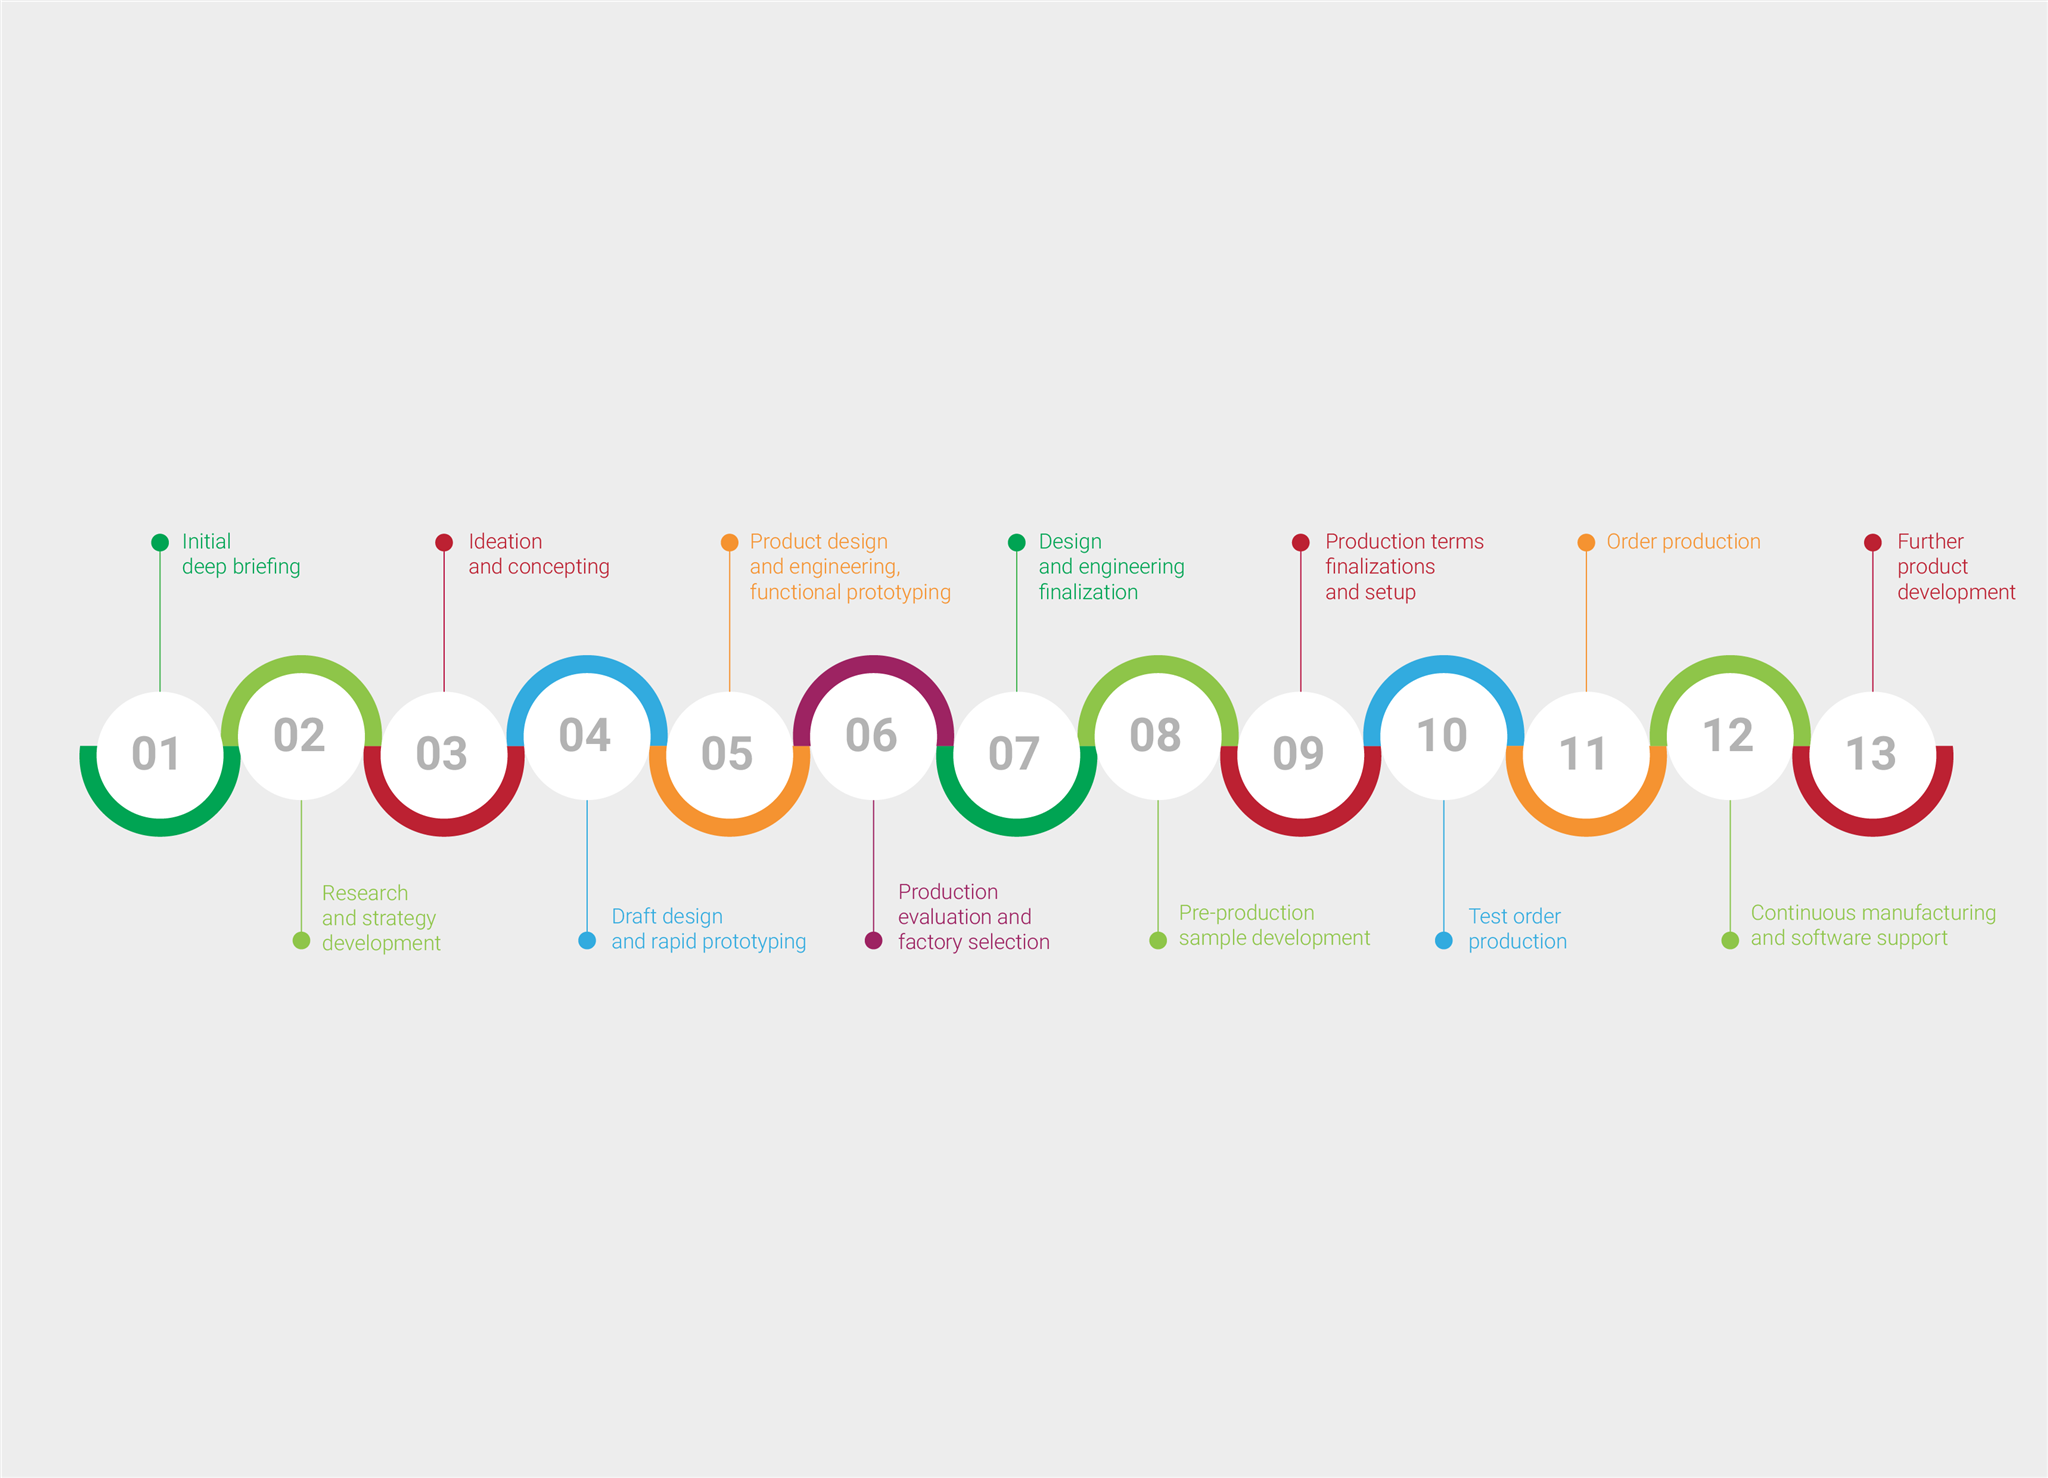 Initial
deep briefing
Ideation
and concepting
Product design
and engineering,
functional prototyping
Design
and engineering
finalization
Production terms
finalizations
and setup
Order production
Further
product
development
01
02
03
04
05
06
07
08
09
10
11
12
13
Research
and strategy
development
Draft design
and rapid prototyping
Production
evaluation and
factory selection
Pre-production
sample development
Test order
production
Continuous manufacturing
and software support